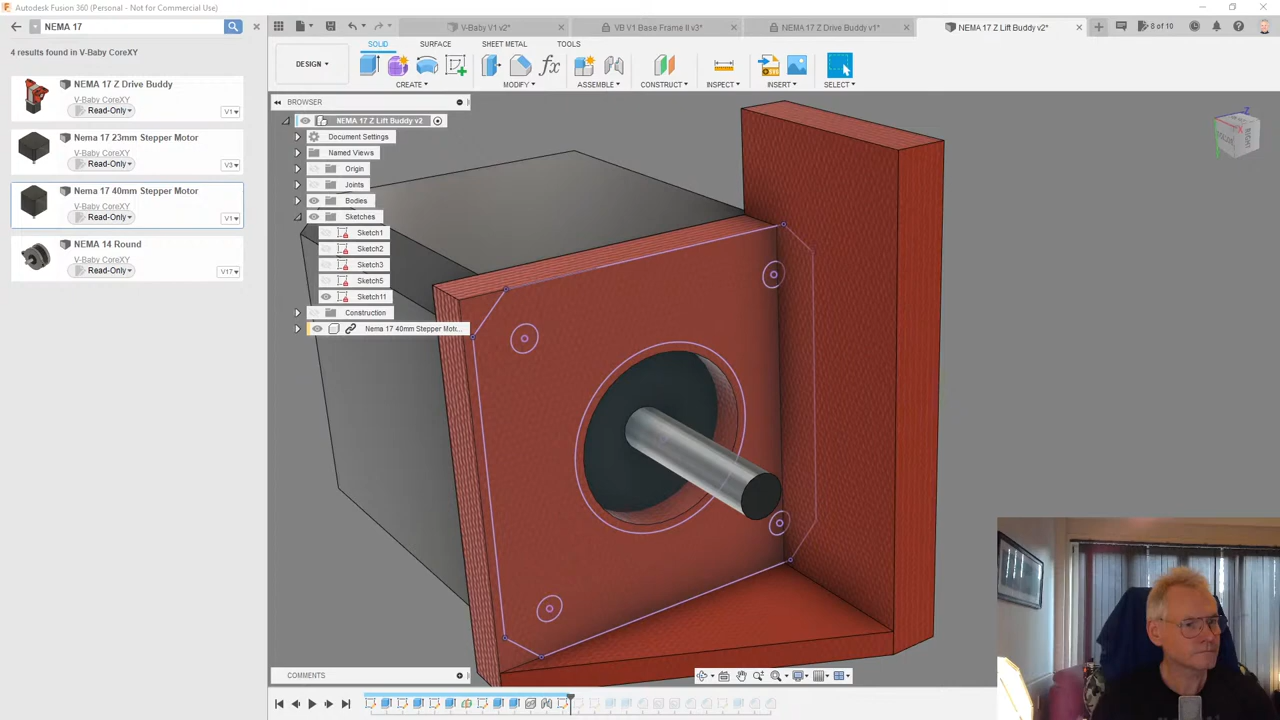 Autodesk Fusion 360 (Personal - Not for Commercial Use)
NEMA 17
V-Baby V1 v2*
VB V1 Base Frame II v3*
NEMA 17 Z Drive Buddy v1*
NEMA 17 Z Lift Buddy v2*
8 of 10
4 results found in V-Baby CoreXY
SOLID
SURFACE
SHEET METAL
TOOLS
DESIGN
CREATE
MODIFY
ASSEMBLE
CONSTRUCT
INSPECT
INSERT
SELECT
NEMA 17 Z Drive Buddy
V-Baby CoreXY
Read-Only
V1
Nema 17 23mm Stepper Motor
V-Baby CoreXY
Read-Only
V3
Nema 17 40mm Stepper Motor
V-Baby CoreXY
Read-Only
V1
NEMA 14 Round
V-Baby CoreXY
Read-Only
V17
BROWSER
NEMA 17 Z Lift Buddy v2
Document Settings
Named Views
Origin
Joints
Bodies
Sketches
Sketch1
Sketch2
Sketch3
Sketch5
Sketch11
Construction
Nema 17 40mm Stepper Moto...
COMMENTS